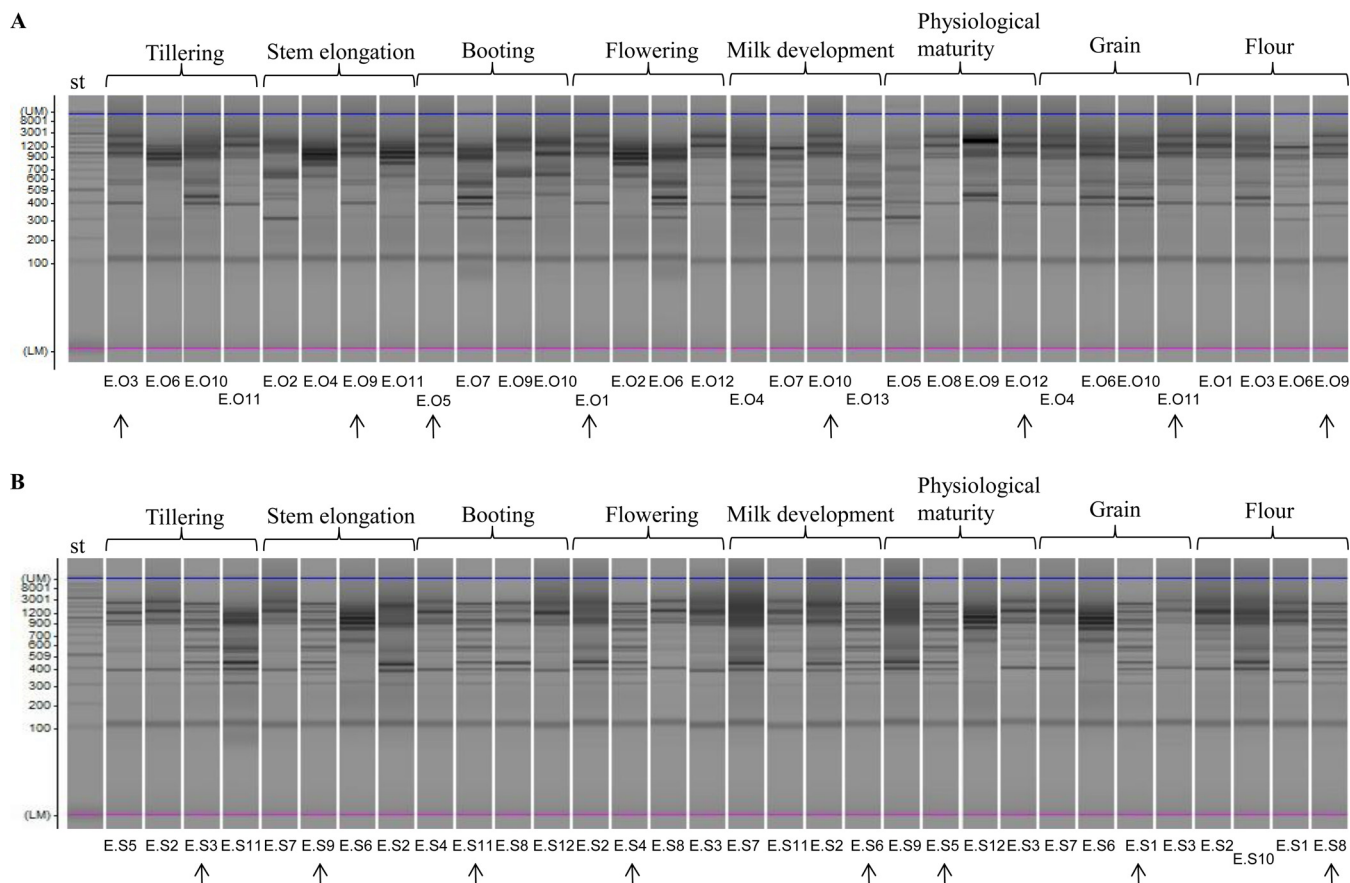 A
Tillering Stem elongation Booting Flowering Milk development Physiological maturity Grain Flour
st
(UM)
8001
3001
1200
900
700
600
509
400
300
200
100
(LM)
E.O3 E.O6 E.O10 E.O2 E.O4 E.O9 E.O11 E.O7 E.O9 E.O10 E.O2 E.O6 E.O12 E.O7 E.O10 E.O5 E.O8 E.O9 E.O12 E.O6 E.O10 E.O1 E.O3 E.O6 E.O9
E.O11 E.O5 E.O1 E.O4 E.O13 E.O4 E.O11
B
Tillering Stem elongation Booting Flowering Milk development Physiological maturity Grain Flour
st
(UM)
8001
3001
1200
900
700
600
509
400
300
200
100
(LM)
E.S5 E.S2 E.S3 E.S11 E.S7 E.S9 E.S6 E.S2 E.S4 E.S11 E.S8 E.S12 E.S2 E.S4 E.S8 E.S3 E.S7 E.S11 E.S2 E.S6 E.S9 E.S5 E.S12 E.S3 E.S7 E.S6 E.S1 E.S3 E.S2 E.S1 E.S8
E.S10